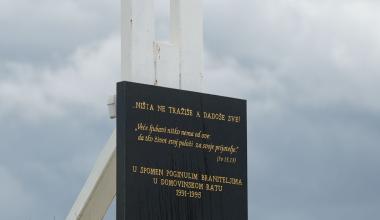 „NIŠTA NE TRAŽIŠE A DADOŠE SVE!
„Veće ljubavi nitko nema od ove:
da tko život svoj položi za svoje prijatelje.“
(Iv 15,13)
U SPOMEN POGINULIM BRANITELJIMA
U DOMOVINSKOM RATU
1991-1995